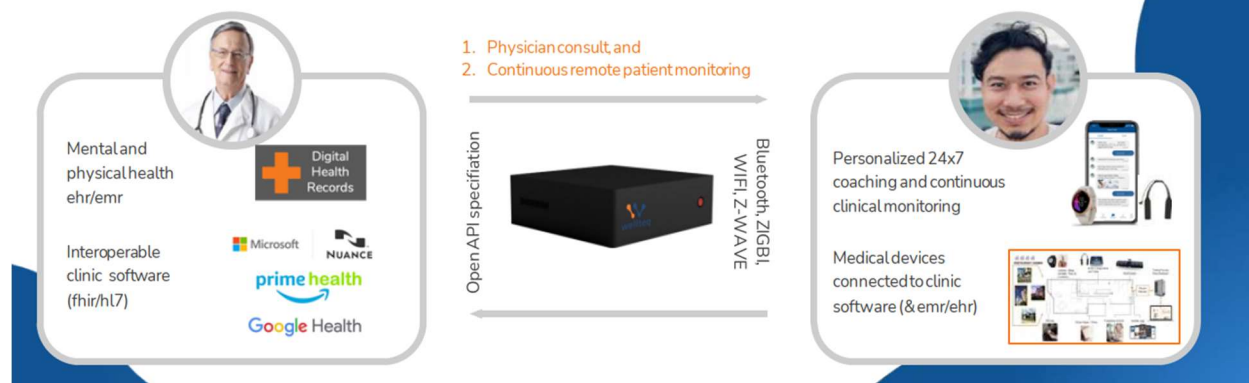 1. Physician consult, and
2. Continuous remote patient monitoring
Mental and
physical health
ehr/emr
Digital
Health
Records
Interoperable
clinic software
(fhir/hl7)
Microsoft
NUANCE
prime health
Google Health
Open API specifiation
Bluetooth, ZIGBI,
WIFI, Z-WAVE
Personalized 24x7
coaching and continuous
clinical monitoring
Medical devices
connected to clinic
software (& emr/ehr)